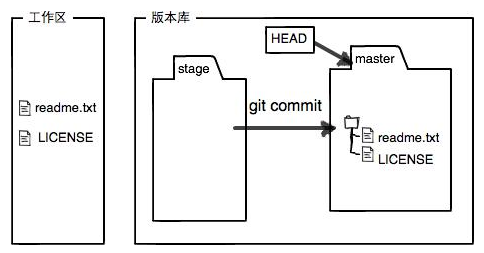 工作区
版本库
HEAD
stage
master
git commit
readme.txt
LICENSE
readme.txt
LICENSE